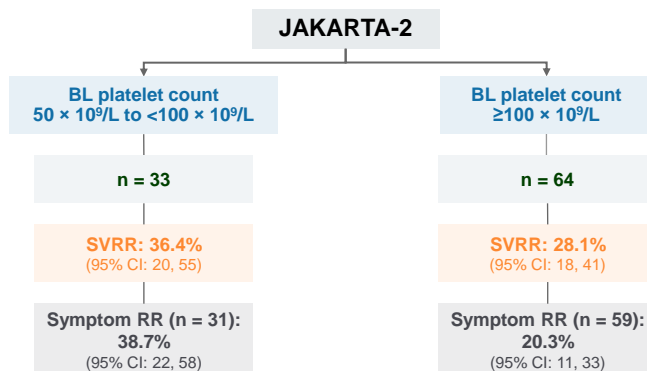 JAKARTA-2
BL platelet count
50 × 10⁹/L to <100 × 10⁹/L
n = 33
SVRR: 36.4%
(95% CI: 20, 55)
Symptom RR (n = 31):
38.7%
(95% CI: 22, 58)
BL platelet count
≥100 × 10⁹/L
n = 64
SVRR: 28.1%
(95% CI: 18, 41)
Symptom RR (n = 59):
20.3%
(95% CI: 11, 33)